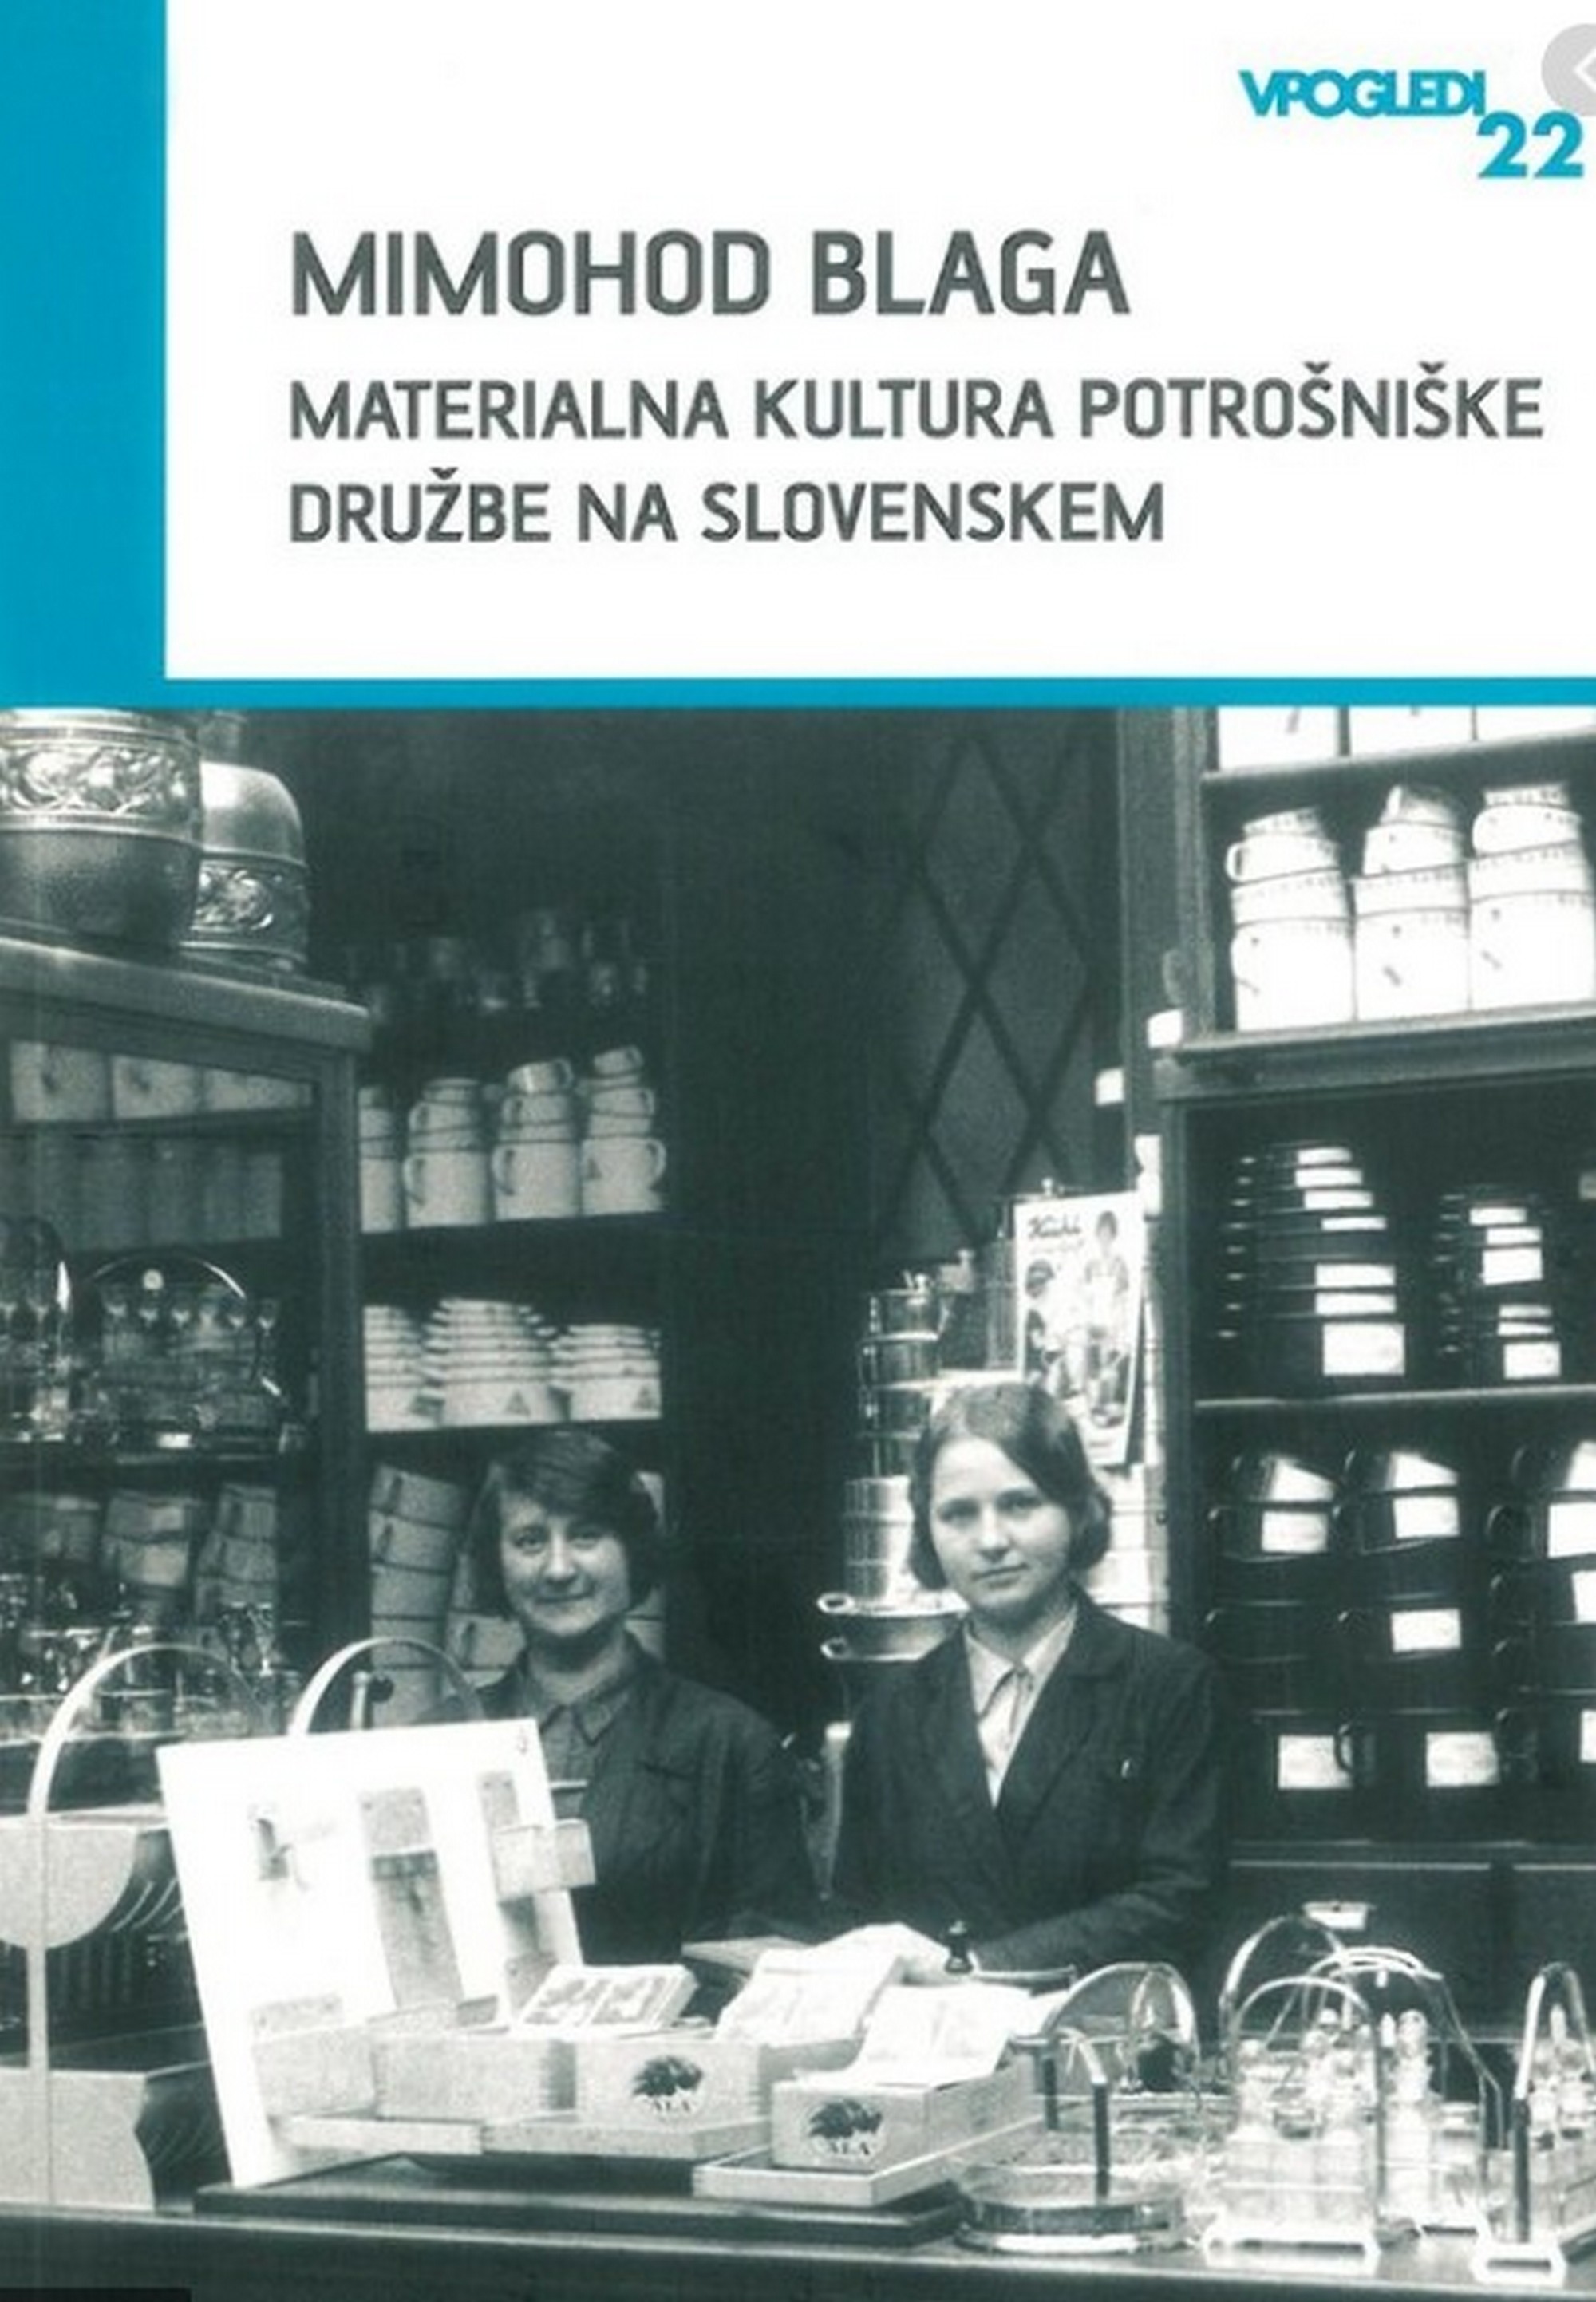 VPOGLEDI
22
MIMOHOD BLAGA
MATERIALNA KULTURA POTROŠNIŠKE
DRUŽBE NA SLOVENSKEM